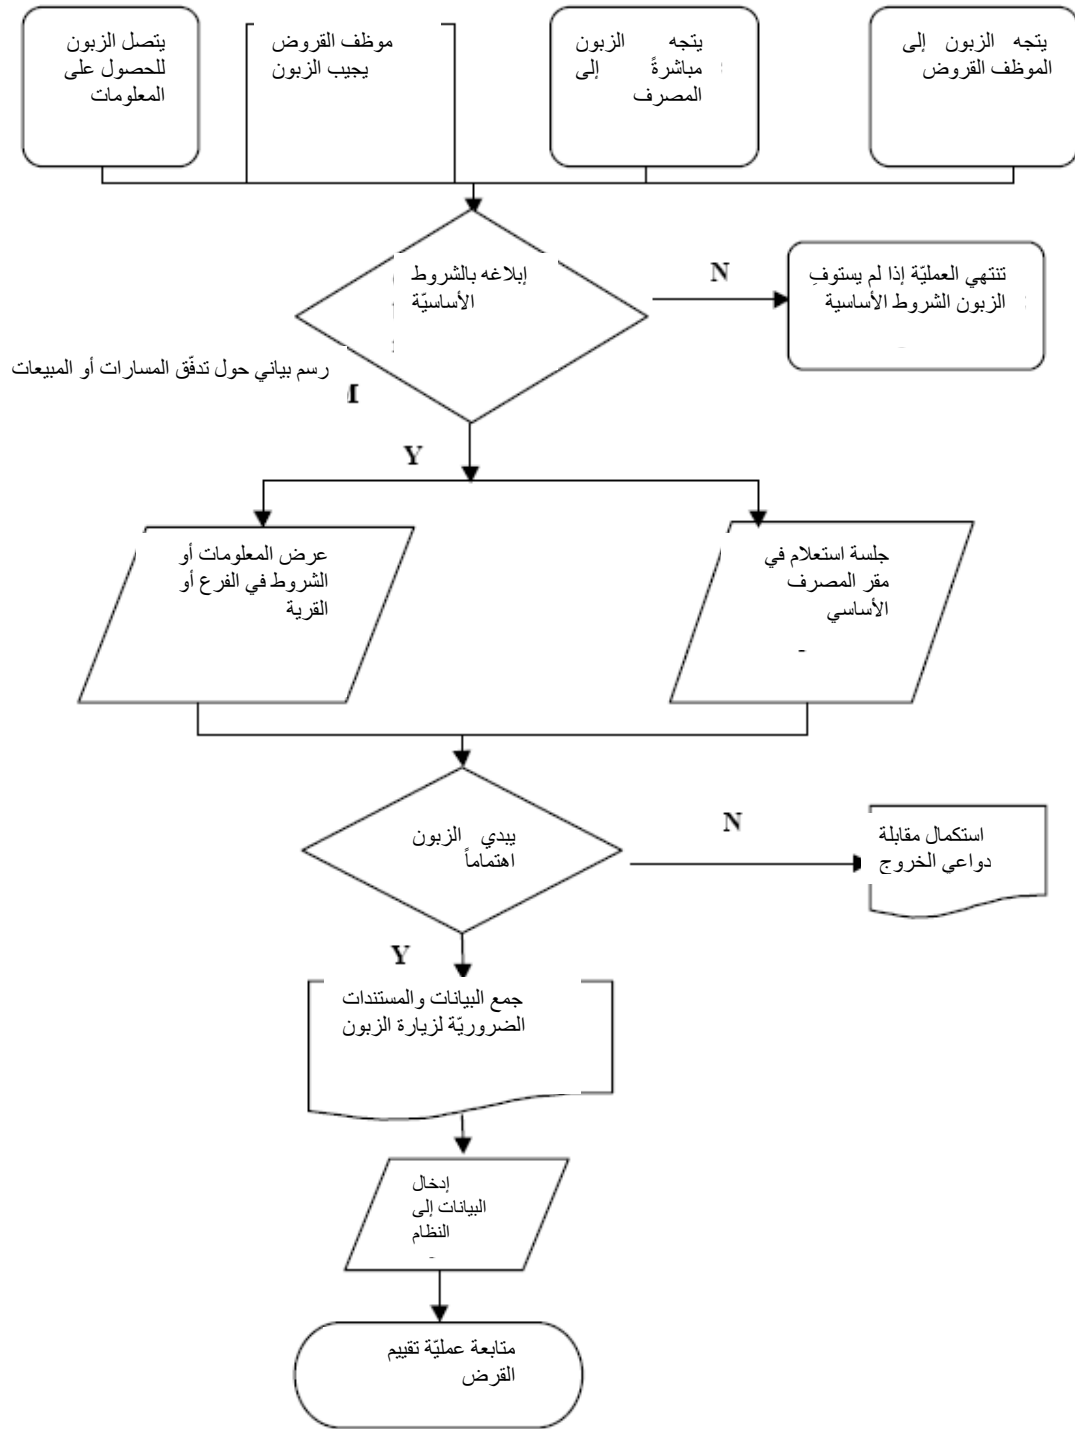 يتجه الزبون إلى
الموظف القروض
يتجه الزبون
مباشرةً إلى
المصرف
موظف القروض
يجيب الزبون
يتصل الزبون
للحصول على
المعلومات
إبلاغه بالشروط
الأساسيّة
N
تنتهي العمليّة إذا لم يستوفِ
الزبون الشروط الأساسية
رسم بياني حول تدفّق المسارات أو المبيعات
Y
جلسة استعلام في
مقر المصرف
الأساسي
عرض المعلومات أو
الشروط في الفرع أو
القرية
يبدي الزبون
اهتماماً
N
استكمال مقابلة
دواعي الخروج
Y
جمع البيانات والمستندات
الضروريّة لزيارة الزبون
إدخال
البيانات إلى
النظام
متابعة عمليّة تقييم
القرض